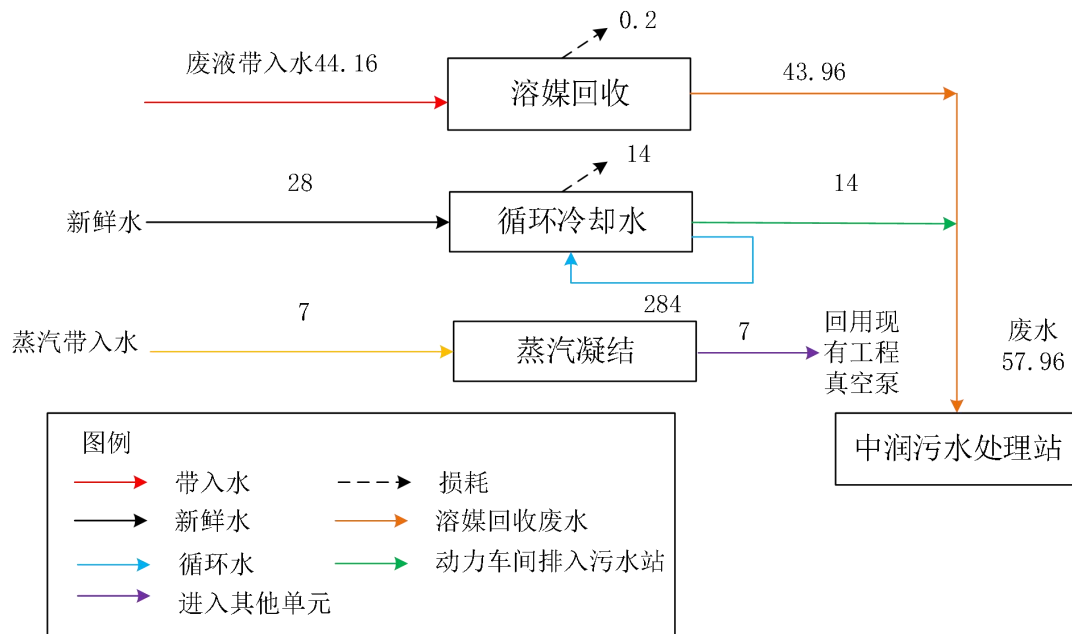 0.2
废液带入水44.16
溶媒回收
43.96
14
28
14
新鲜水
循环冷却水
284
7
7
蒸汽带入水
蒸汽凝结
回用现
有工程
真空泵
废水
57.96
中润污水处理站
图例
带入水
损耗
新鲜水
溶媒回收废水
循环水
动力车间排入污水站
进入其他单元